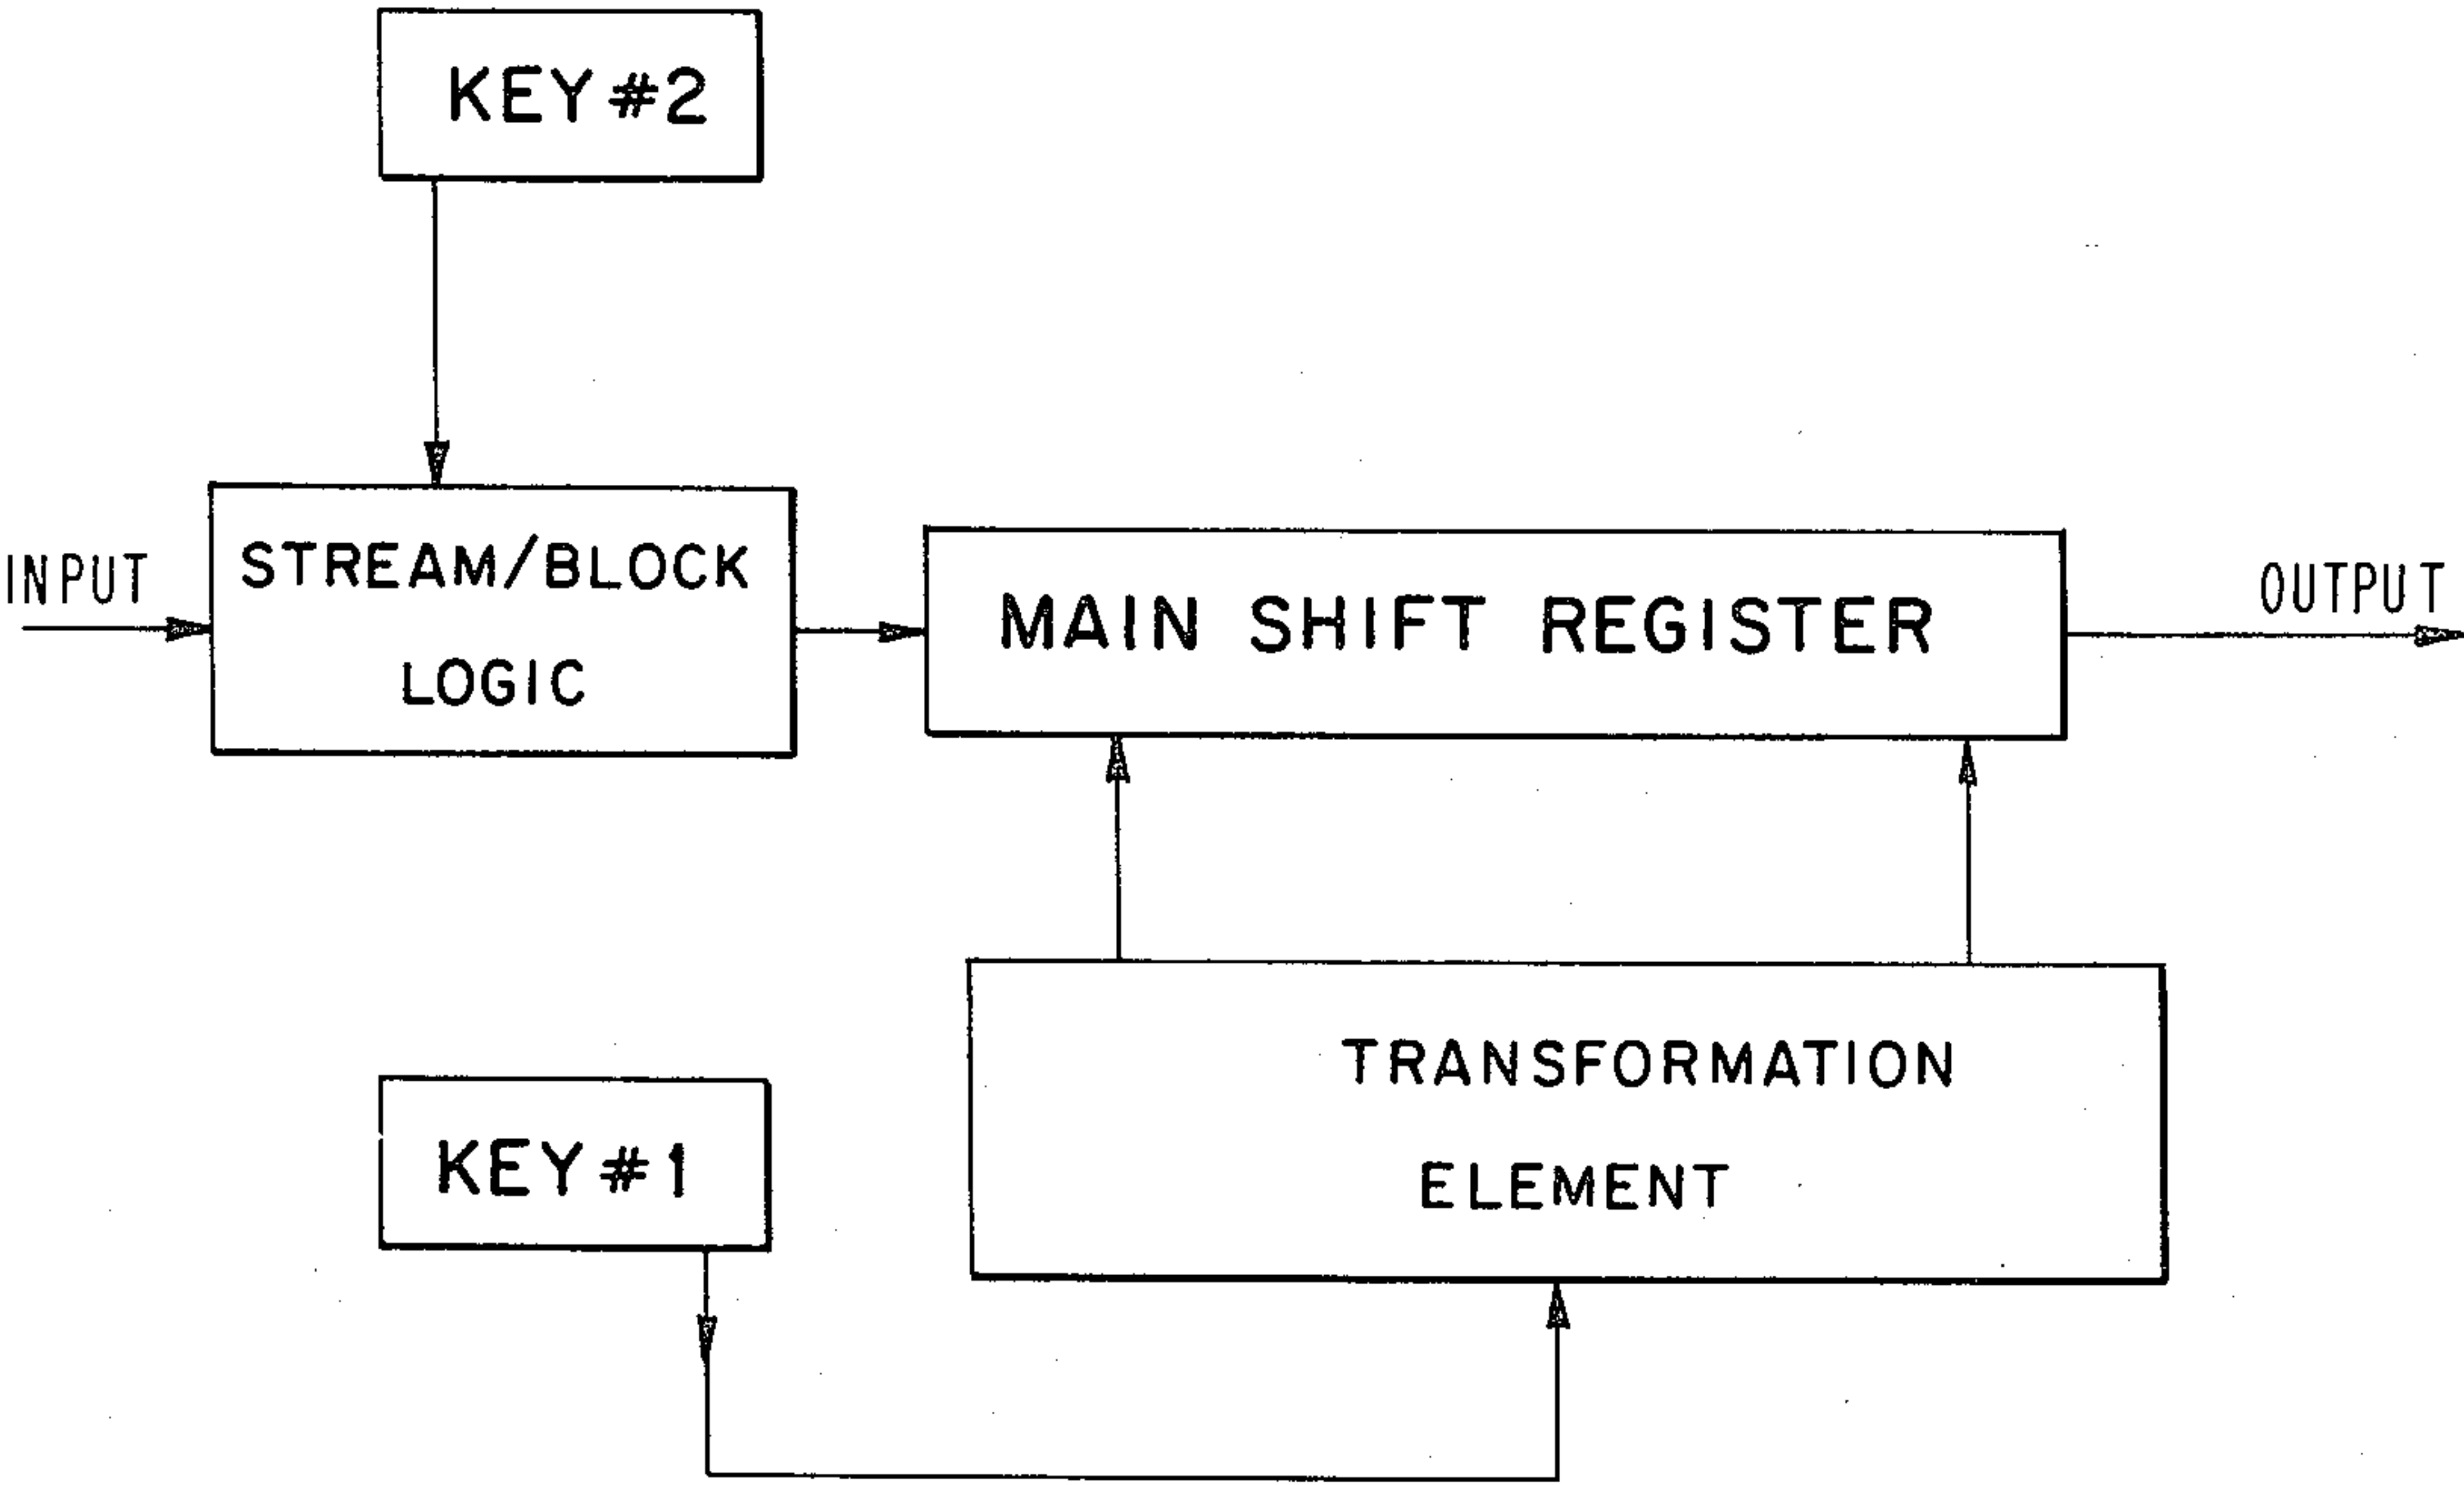 KEY #2
INPUT
STREAM/BLOCK
LOGIC
MAIN SHIFT REGISTER
OUTPUT
TRANSFORMATION
ELEMENT
KEY #1